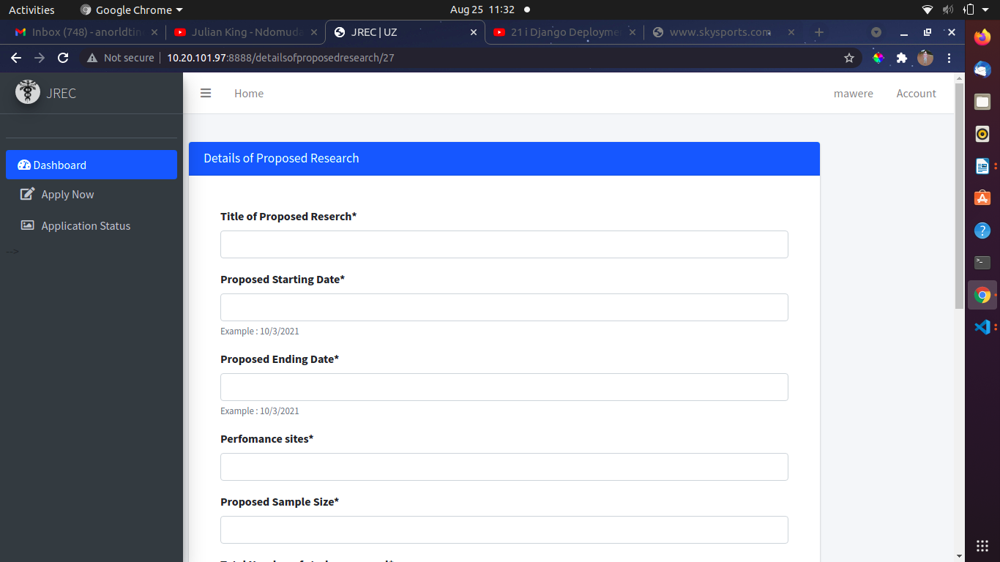 Activities Google Chrome Aug 25 11:32
Inbox (748) - anorldtin Julian King - Ndomuda JREC | UZ 21 i Django Deployme www.skysports.com
Not secure 10.20.101.97:8888/detailsofproposedresearch/27
JREC Home mawere Account
Dashboard
Apply Now
Application Status
-->
Details of Proposed Research
Title of Proposed Reserch*
Proposed Starting Date*
Example : 10/3/2021
Proposed Ending Date*
Example : 10/3/2021
Perfomance sites*
Proposed Sample Size*